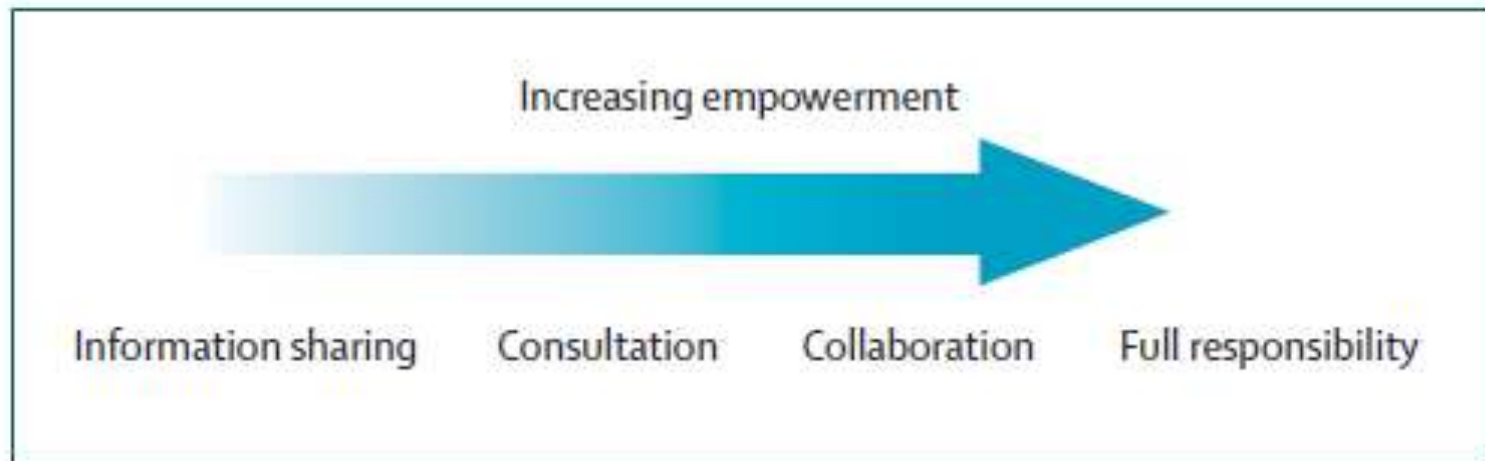 Increasing empowerment
Information sharing Consultation Collaboration Full responsibility